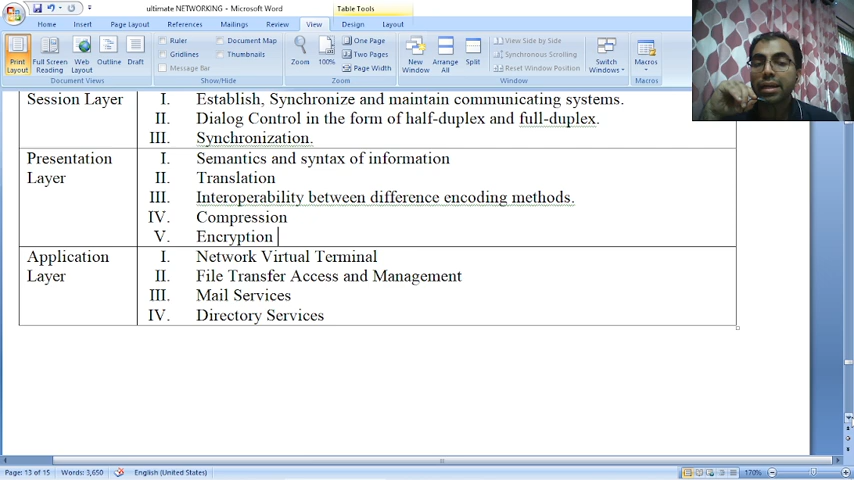 ultimate NETWORKING - Microsoft Word
Table Tools
Home Insert Page Layout References Mailings Review View Design Layout
Print Layout
Full Screen Reading
Web Layout
Outline
Draft
Document Views
Ruler
Gridlines
Message Bar
Document Map
Thumbnails
Show/Hide
Zoom
100%
One Page
Two Pages
Page Width
Zoom
New Window
Arrange All
Split
View Side by Side
Synchronous Scrolling
Reset Window Position
Window
Switch Windows
Macros
Macros
Session Layer
I. Establish, Synchronize and maintain communicating systems.
II. Dialog Control in the form of half-duplex and full-duplex.
III. Synchronization.
Presentation Layer
I. Semantics and syntax of information
II. Translation
III. Interoperability between difference encoding methods.
IV. Compression
V. Encryption
Application Layer
I. Network Virtual Terminal
II. File Transfer Access and Management
III. Mail Services
IV. Directory Services
Page: 13 of 15 Words: 3,650 English (United States) 170%